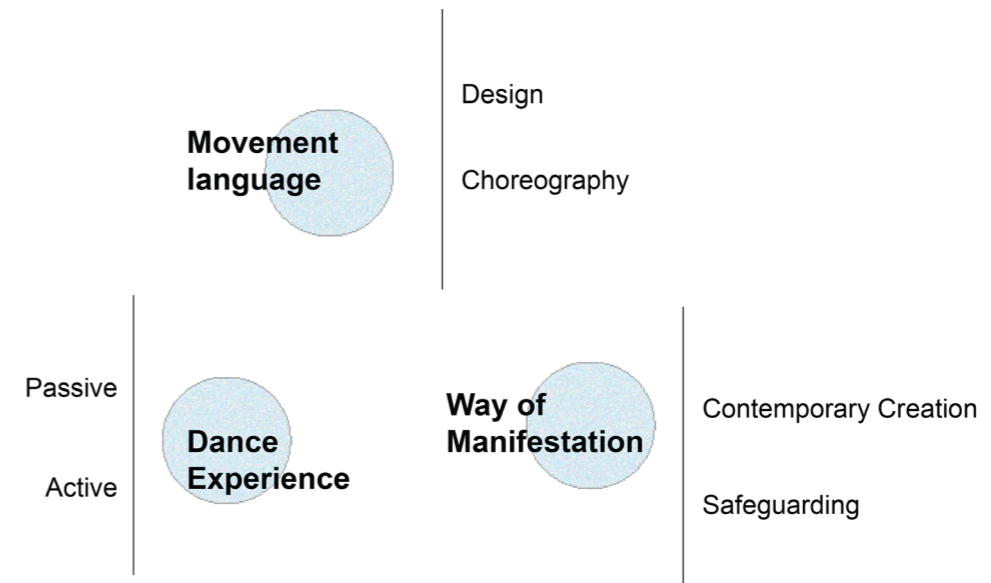 Design
Movement
language
Choreography
Passive
Active
Dance
Experience
Way of
Manifestation
Contemporary Creation
Safeguarding